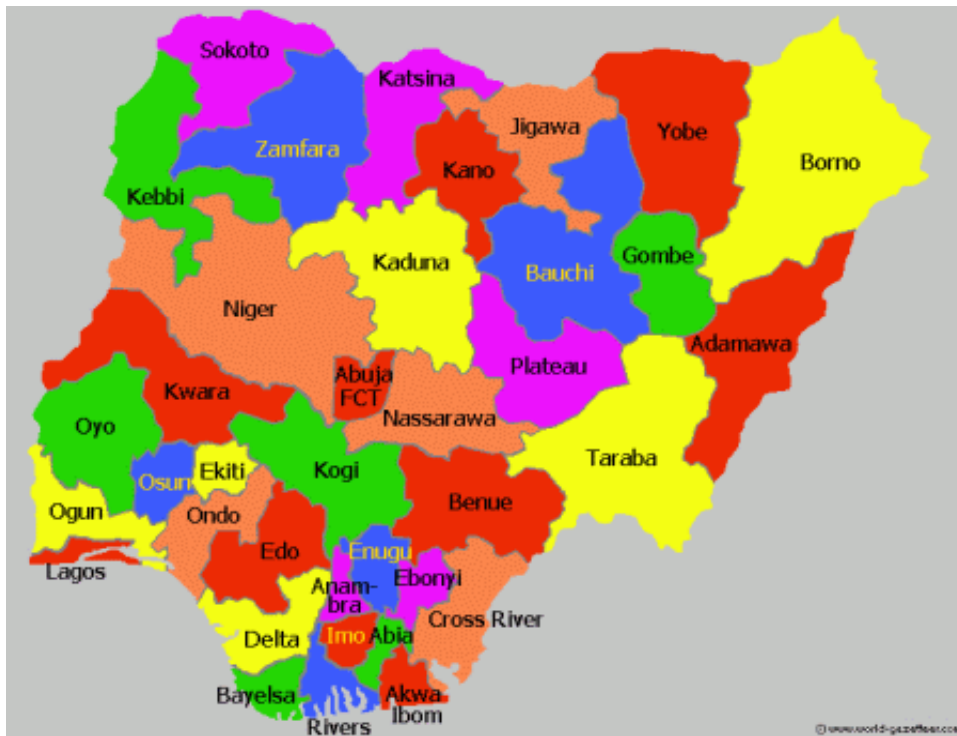 Sokoto
Katsina
Jigawa
Yobe
Zamfara
Borno
Kano
Kebbi
Gombe
Kaduna
Bauchi
Niger
Adamawa
Plateau
Abuja
FCT
Kwara
Nassarawa
Oyo
Taraba
Kogi
Ekiti
Osun
Benue
Ogun
Ondo
Edo
Enugu
Lagos
Ebonyi
Anam-
bra
Cross River
Delta
Imo
Abia
Bayelsa
Akwa
Ibom
Rivers
© www.world-gazetteer.com